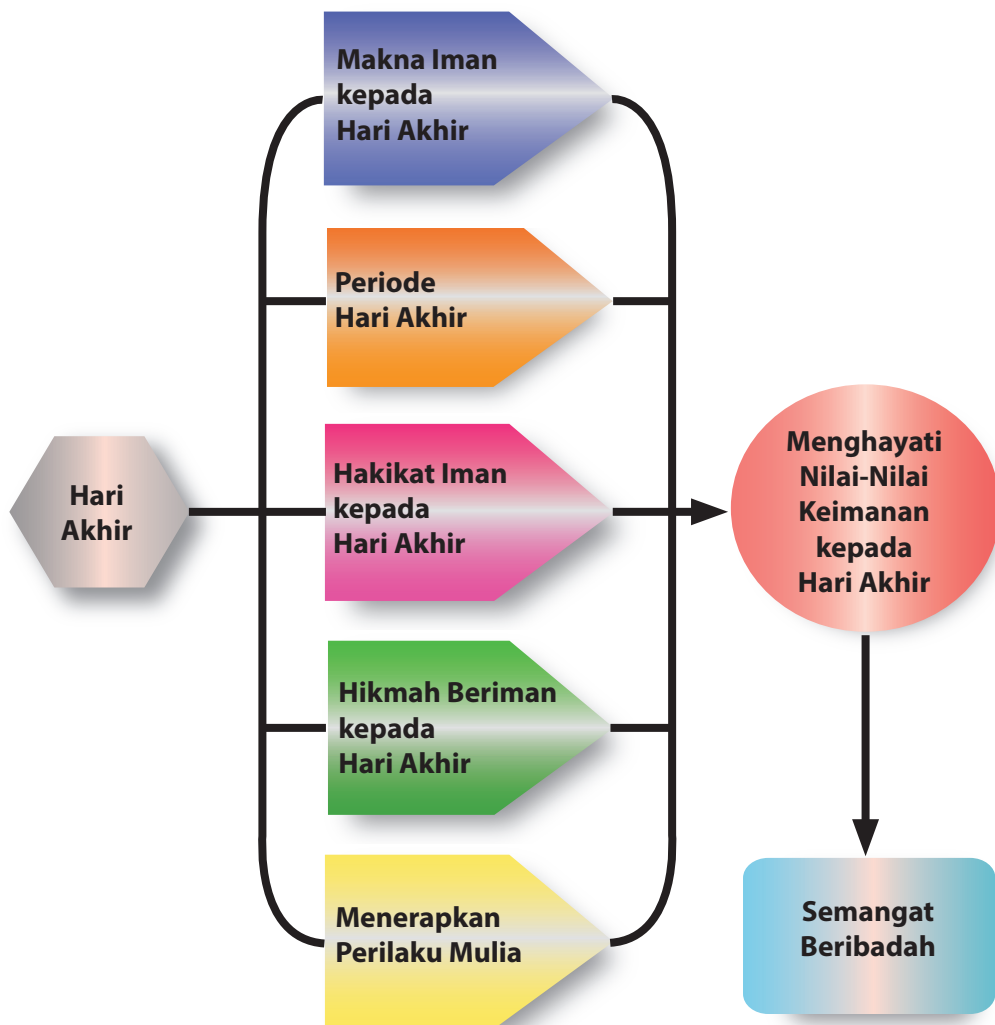 Makna Iman
kepada
Hari Akhir
Periode
Hari Akhir
Hari
Akhir
Hakikat Iman
kepada
Hari Akhir
Menghayati
Nilai-Nilai
Keimanan
kepada
Hari Akhir
Hikmah Beriman
kepada
Hari Akhir
Menerapkan
Perilaku Mulia
Semangat
Beribadah